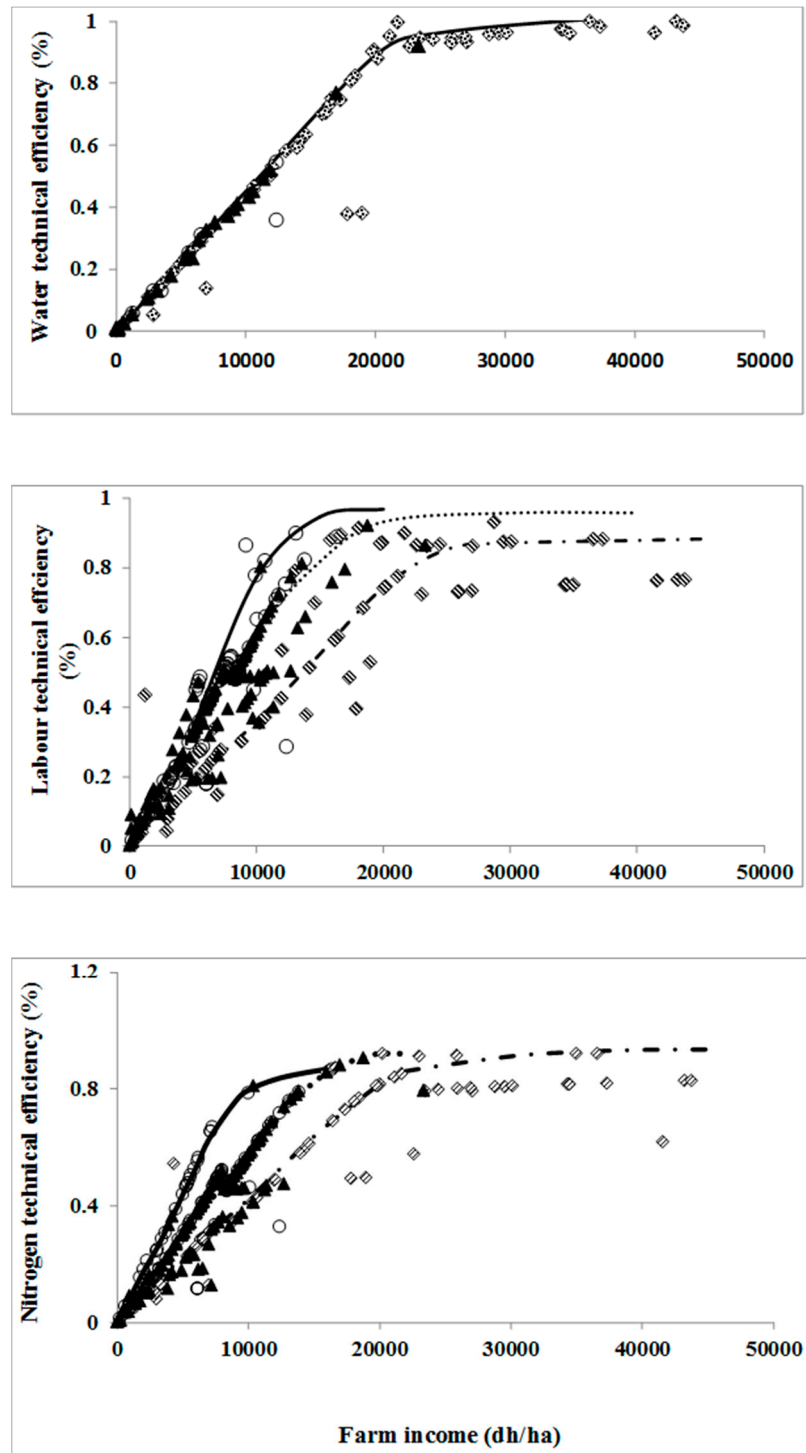 Water technical efficiency (%)
1
0.8
0.6
0.4
0.2
0
0 10000 20000 30000 40000 50000
Labour technical effciency
(%)
1
0.8
0.6
0.4
0.2
0
0 10000 20000 30000 40000 50000
Nitrogen technical efficiency (%)
1.2
0.8
0.4
0
0 10000 20000 30000 40000 50000
Farm income (dh/ha)